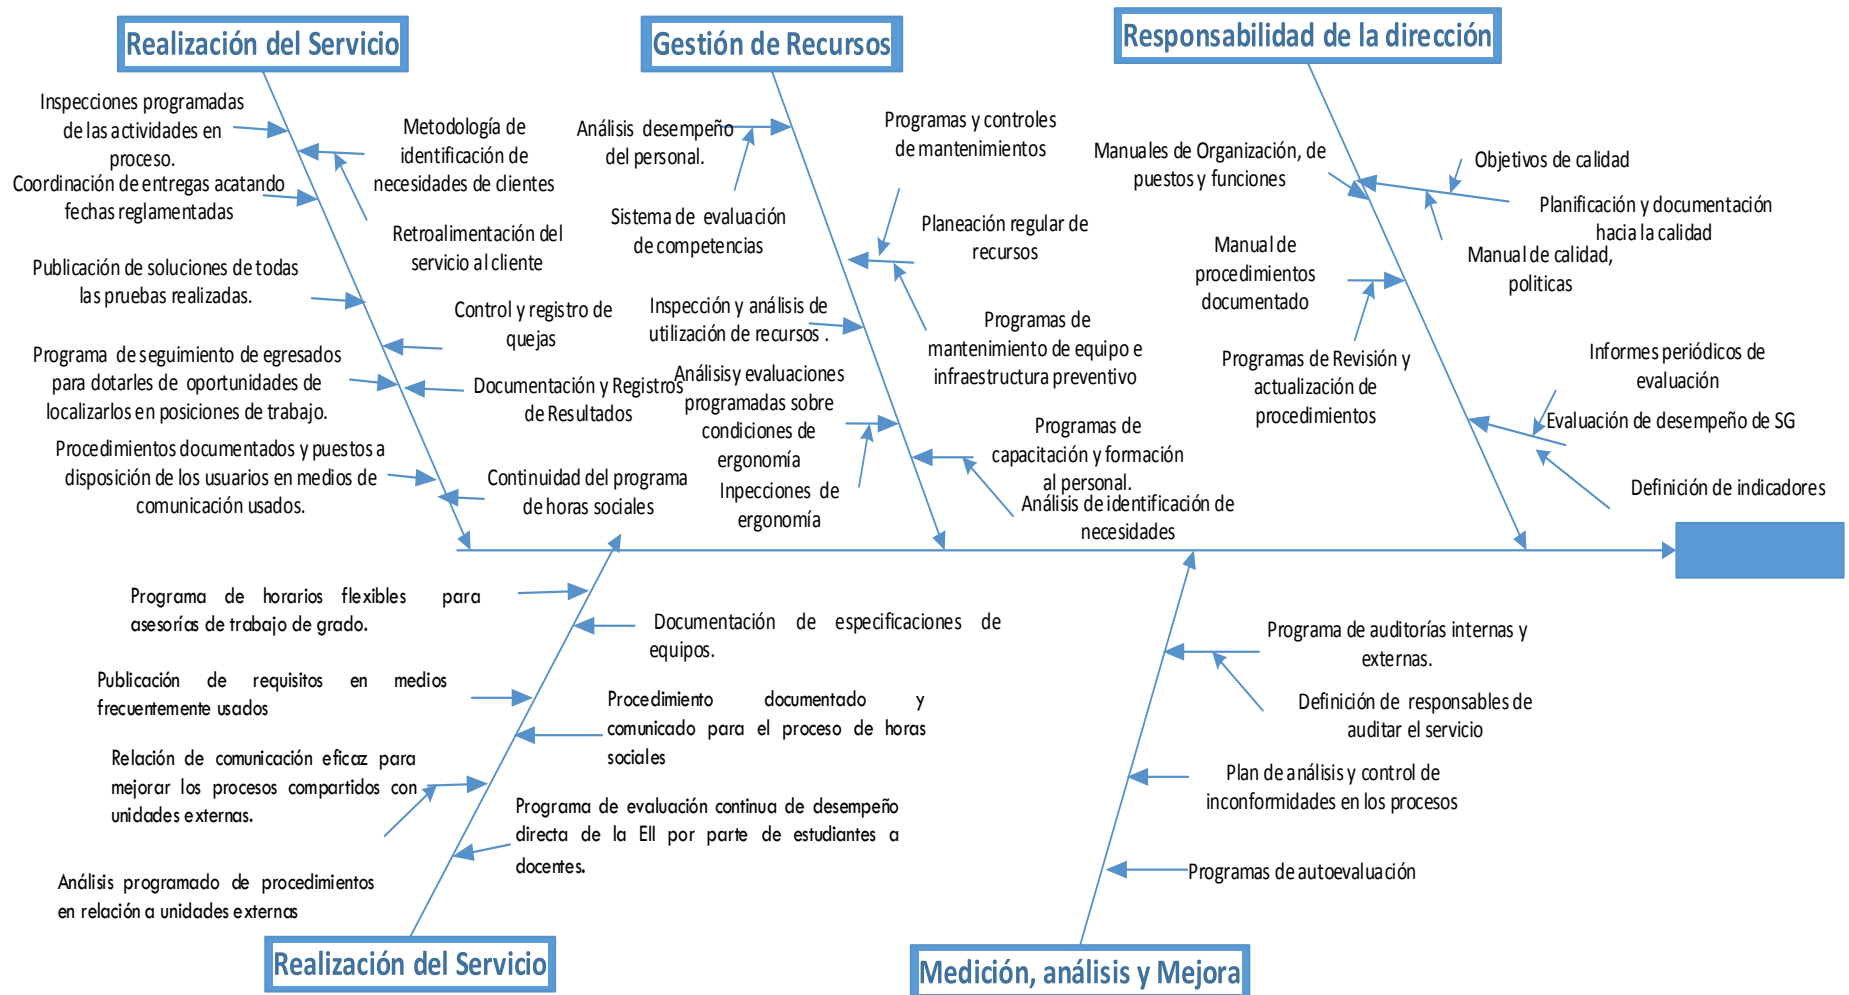 Realización del Servicio
Gestión de Recursos
Responsabilidad de la dirección
Inspecciones programadas
de las actividades en
proceso.
Metodología de
identificación de
necesidades de clientes
Coordinación de entregas acatando
fechas reglamentadas
Retroalimentación del
servicio al cliente
Publicación de soluciones de todas
las pruebas realizadas.
Control y registro de
quejas
Programa de seguimiento de egresados
para dotarles de oportunidades de
localizarlos en posiciones de trabajo.
Documentación y Registros
de Resultados
Procedimientos documentados y puestos a
disposición de los usuarios en medios de
comunicación usados.
Continuidad del programa
de horas sociales
Análisis desempeño
del personal.
Programas y controles
de mantenimientos
Sistema de evaluación
de competencias
Planeación regular de
recursos
Inspección y análisis de
utilización de recursos .
Programas de
mantenimiento de equipo e
infraestructura preventivo
Análisis y evaluaciones
programadas sobre
condiciones de
ergonomía
Programas de
capacitación y formación
al personal.
Inpecciones de
ergonomía
Análisis de identificación de
necesidades
Manuales de Organización, de
puestos y funciones
Objetivos de calidad
Planificación y documentación
hacia la calidad
Manual de calidad,
politicas
Manual de
procedimientos
documentado
Programas de Revisión y
actualización de
procedimientos
Informes periódicos de
evaluación
Evaluación de desempeño de SG
Definición de indicadores
Programa de horarios flexibles para
asesorías de trabajo de grado.
Documentación de especificaciones de
equipos.
Publicación de requisitos en medios
frecuentemente usados
Procedimiento documentado y
comunicado para el proceso de horas
sociales
Relación de comunicación eficaz para
mejorar los procesos compartidos con
unidades externas.
Programa de evaluación continua de desempeño
directa de la EII por parte de estudiantes a
docentes.
Análisis programado de procedimientos
en relación a unidades externas
Programa de auditorías internas y
externas.
Definición de responsables de
auditar el servicio
Plan de análisis y control de
inconformidades en los procesos
Programas de autoevaluación
Realización del Servicio
Medición, análisis y Mejora